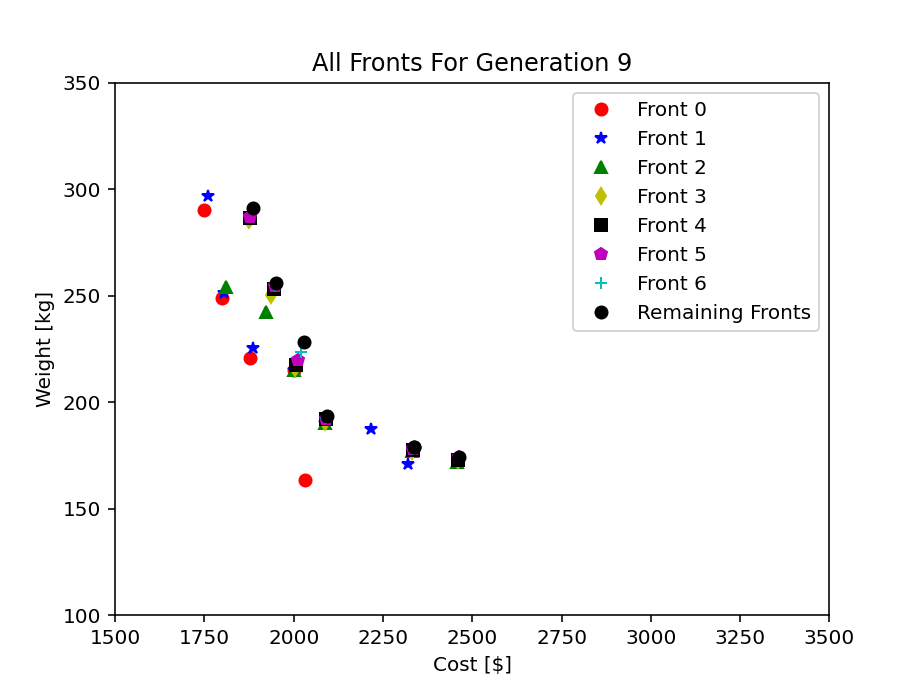 All Fronts For Generation 9
350
300
250
200
150
100
Weight [kg]
1500 1750 2000 2250 2500 2750 3000 3250 3500
Cost [$]
Front 0
Front 1
Front 2
Front 3
Front 4
Front 5
Front 6
Remaining Fronts